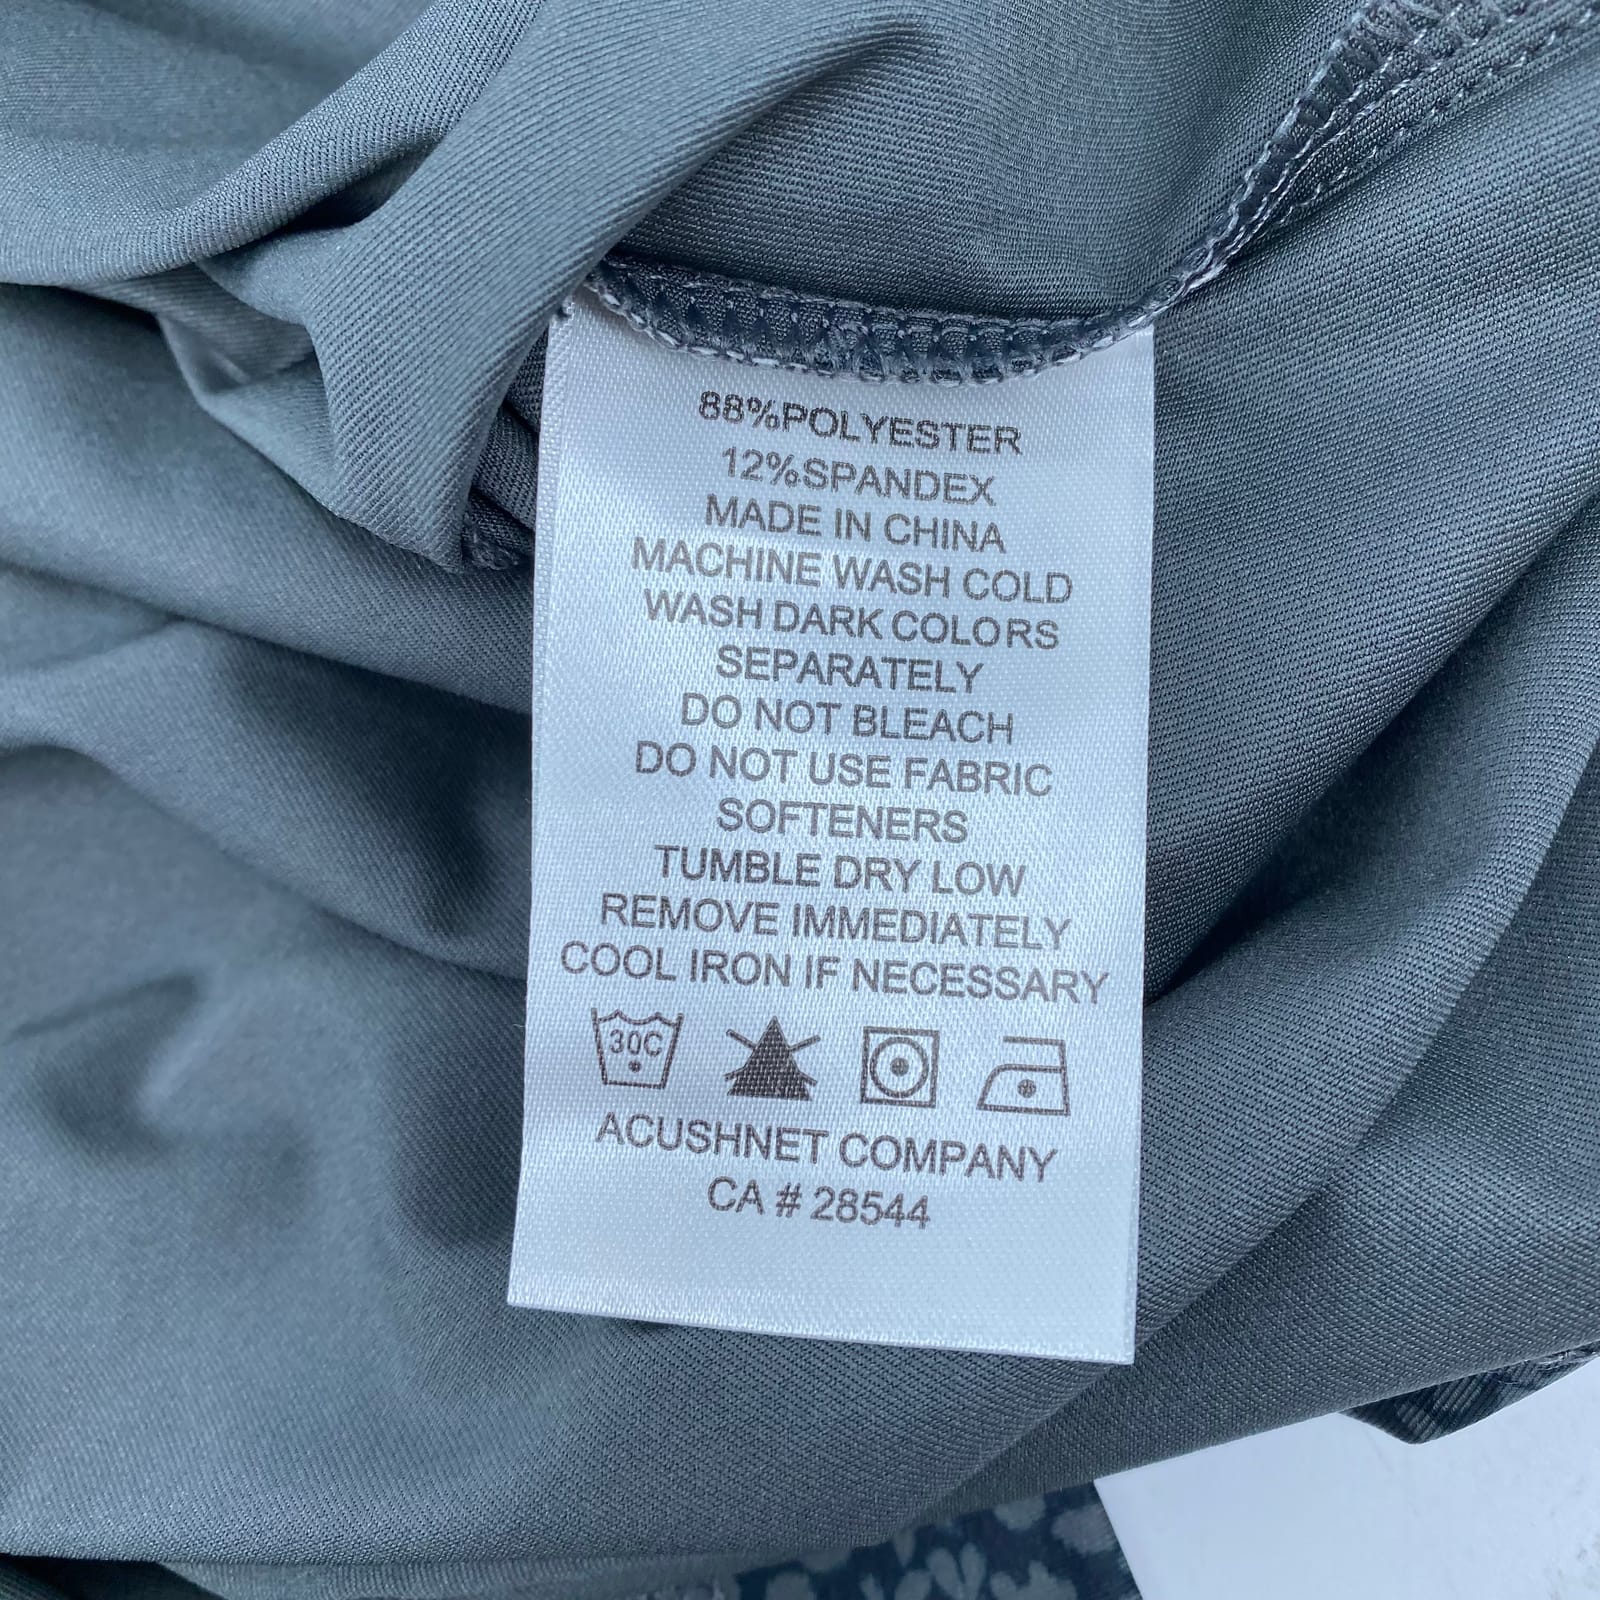 88%POLYESTER
12%SPANDEX
MADE IN CHINA
MACHINE WASH COLD
WASH DARK COLORS
SEPARATELY
DO NOT BLEACH
DO NOT USE FABRIC
SOFTENERS
TUMBLE DRY LOW
REMOVE IMMEDIATELY
COOL IRON IF NECESSARY
30C
ACUSHNET COMPANY
CA # 28544